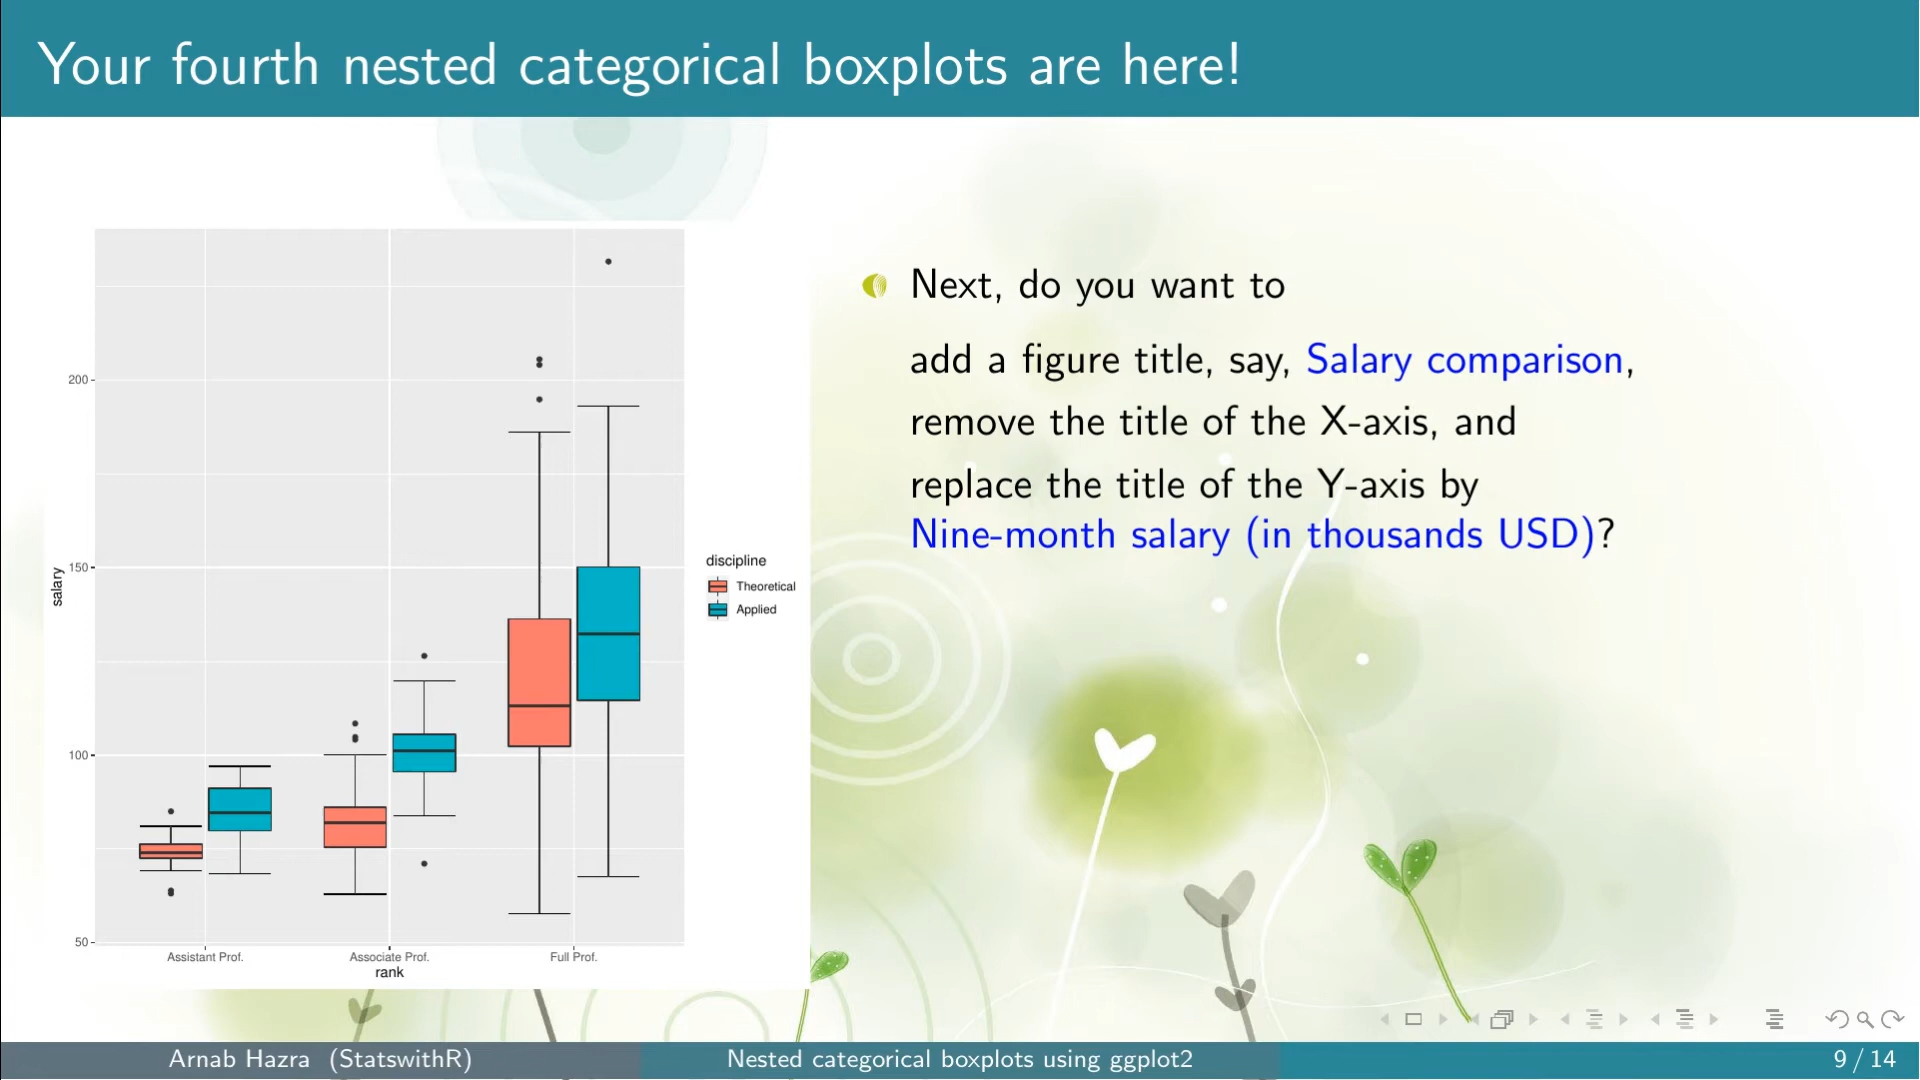 Your fourth nested categorical boxplots are here!
200
150
100
50
salary
Assistant Prof.
Associate Prof.
Full Prof.
rank
discipline
Theoretical
Applied
Next, do you want to
add a figure title, say, Salary comparison,
remove the title of the X-axis, and
replace the title of the Y-axis by
Nine-month salary (in thousands USD)?
Arnab Hazra (StatswithR)
Nested categorical boxplots using ggplot2
9 / 14